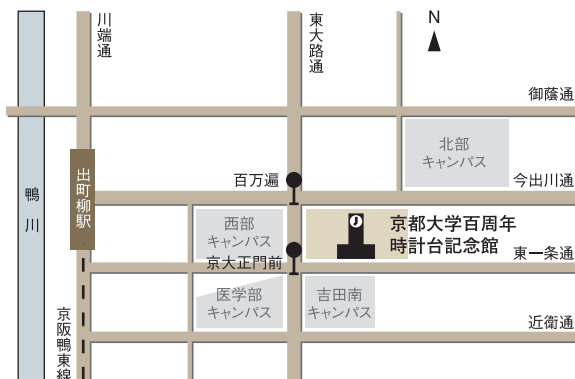 川端通
東大路通
N
御蔭通
北部
キャンパス
百万遍
今出川通
出町柳駅
鴨川
西部
キャンパス
京都大学百周年
時計台記念館
東一条通
京大正門前
医学部
キャンパス
吉田南
キャンパス
京阪鴨東線
近衛通